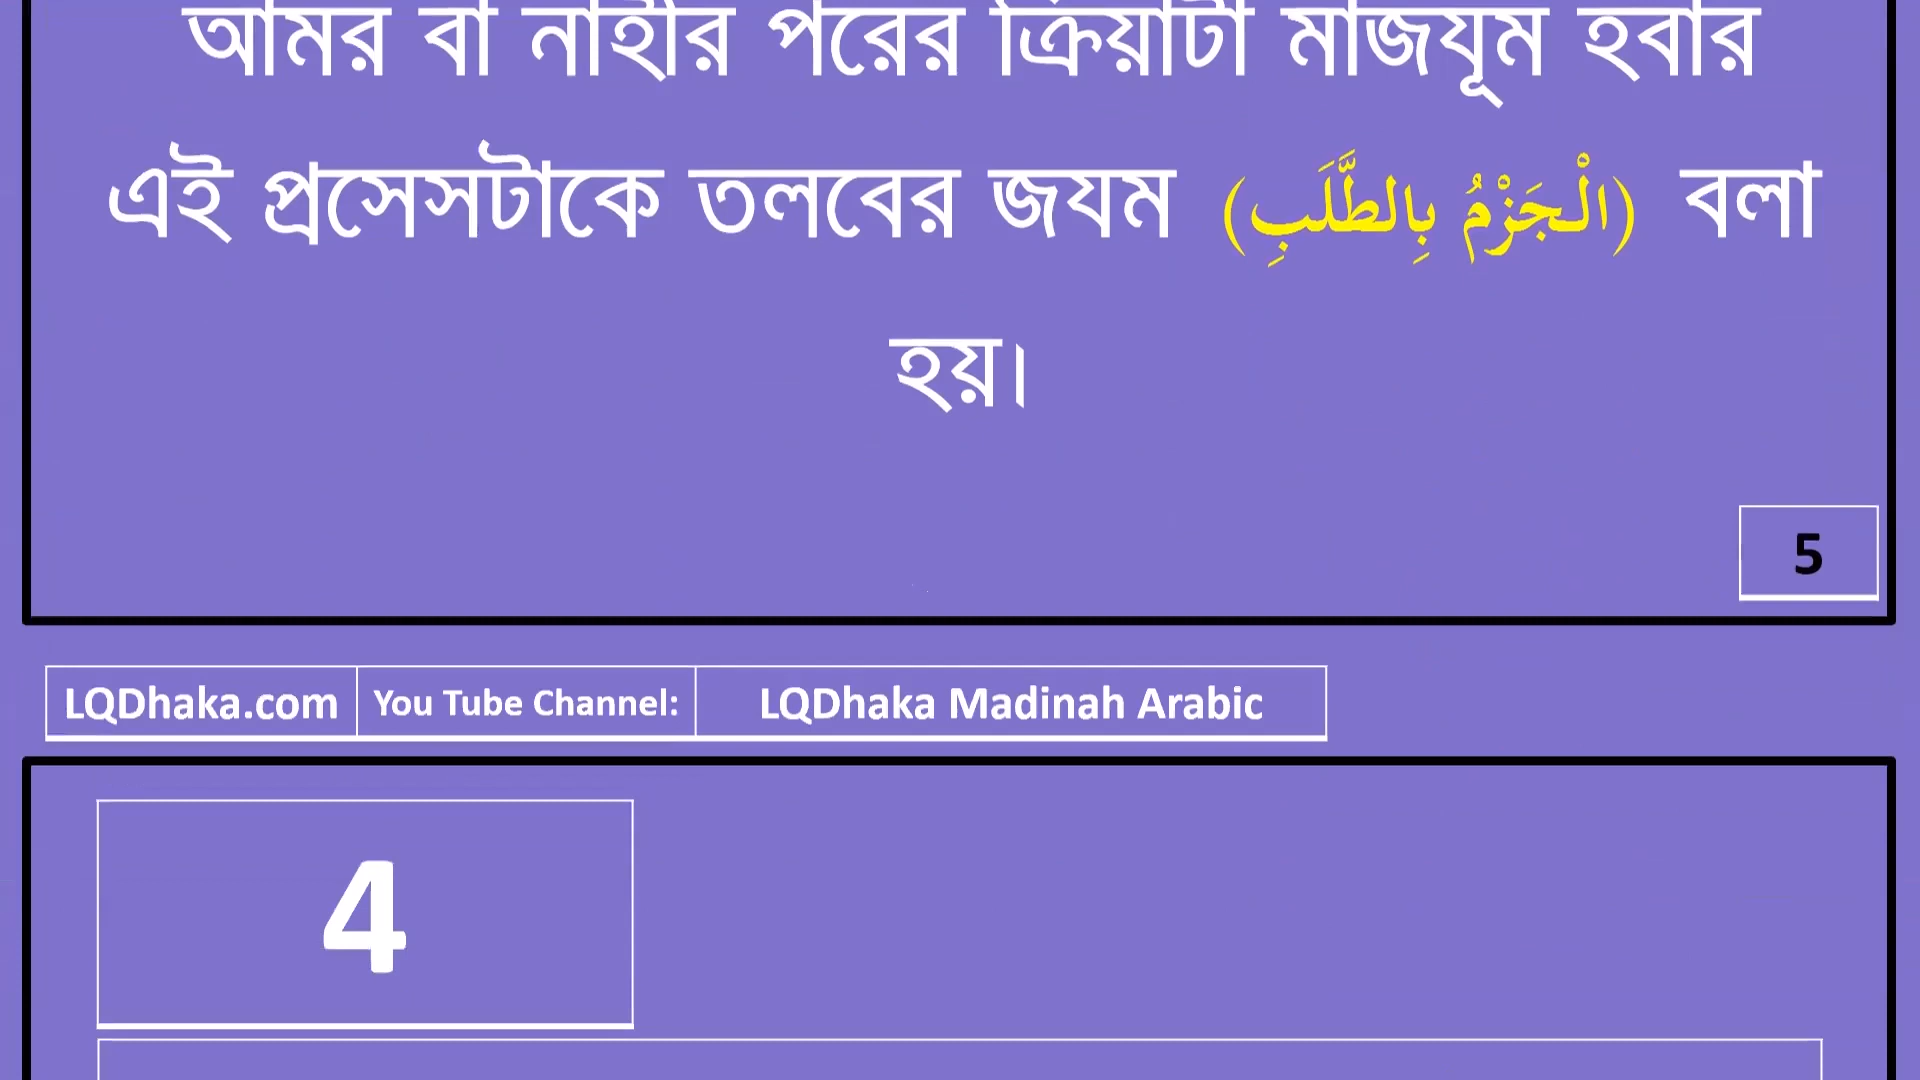 আমর বা নাহীর পরের ক্রিয়াটা মাজযূম হবার
এই প্রসেসটাকে তলবের জযম (الْجَزْمُ بِالطَّلَبِ) বলা
হয়।
5
LQDhaka.com You Tube Channel: LQDhaka Madinah Arabic
4